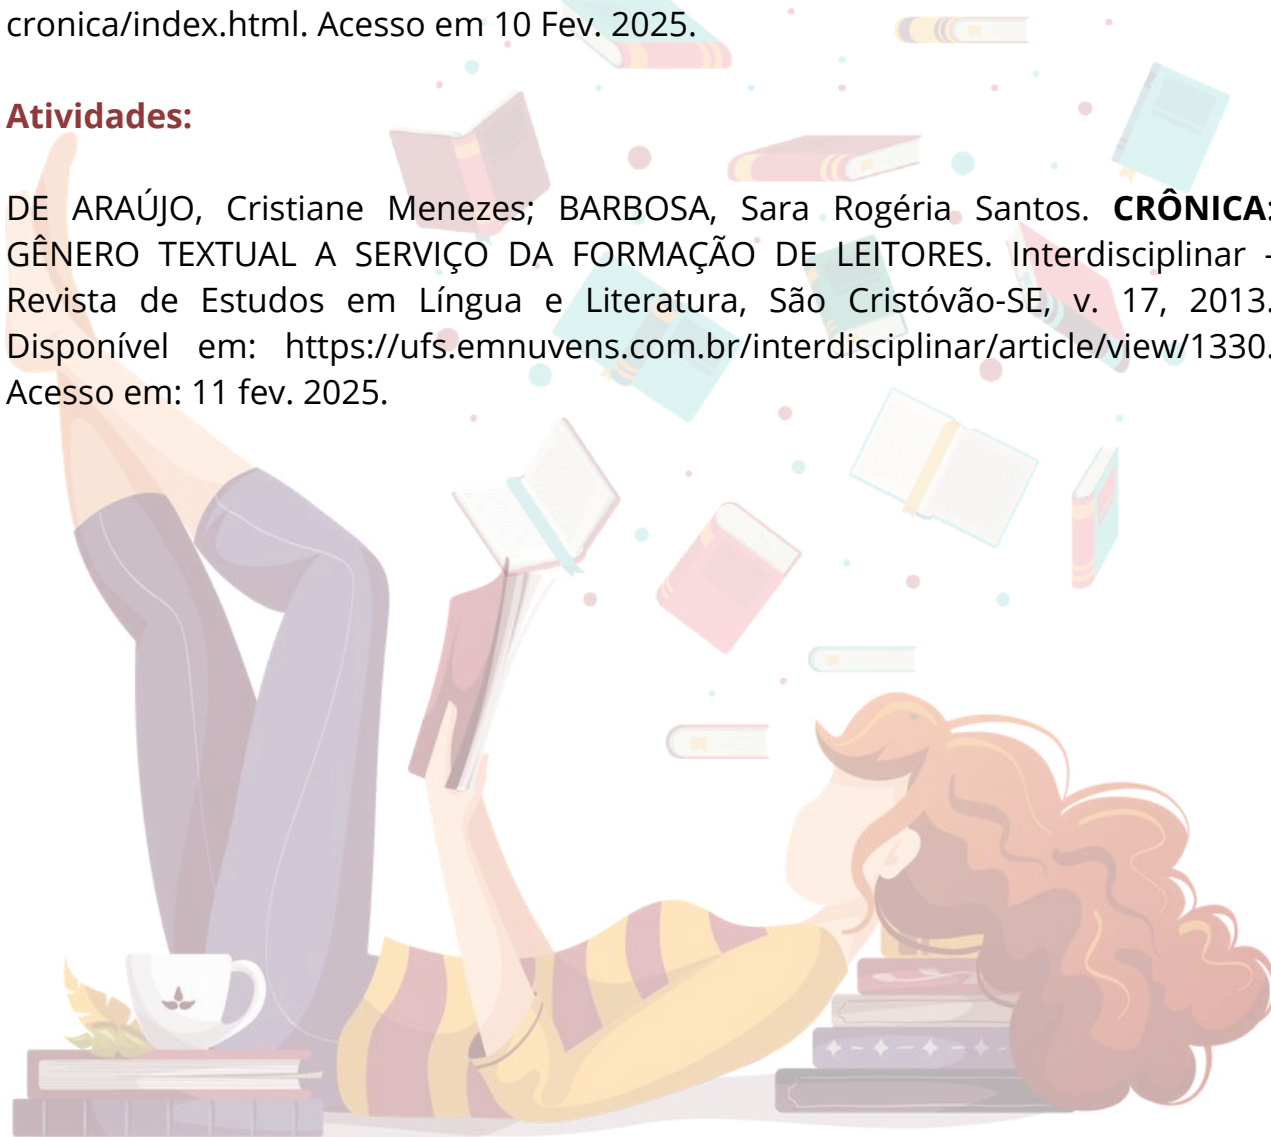 cronica/index.html. Acesso em 10 Fev. 2025.
Atividades:
DE ARAÚJO, Cristiane Menezes; BARBOSA, Sara Rogéria Santos. CRÔNICA:
GÊNERO TEXTUAL A SERVIÇO DA FORMAÇÃO DE LEITORES. Interdisciplinar -
Revista de Estudos em Língua e Literatura, São Cristóvão-SE, v. 17, 2013.
Disponível em: https://ufs.emnuvens.com.br/interdisciplinar/article/view/1330.
Acesso em: 11 fev. 2025.